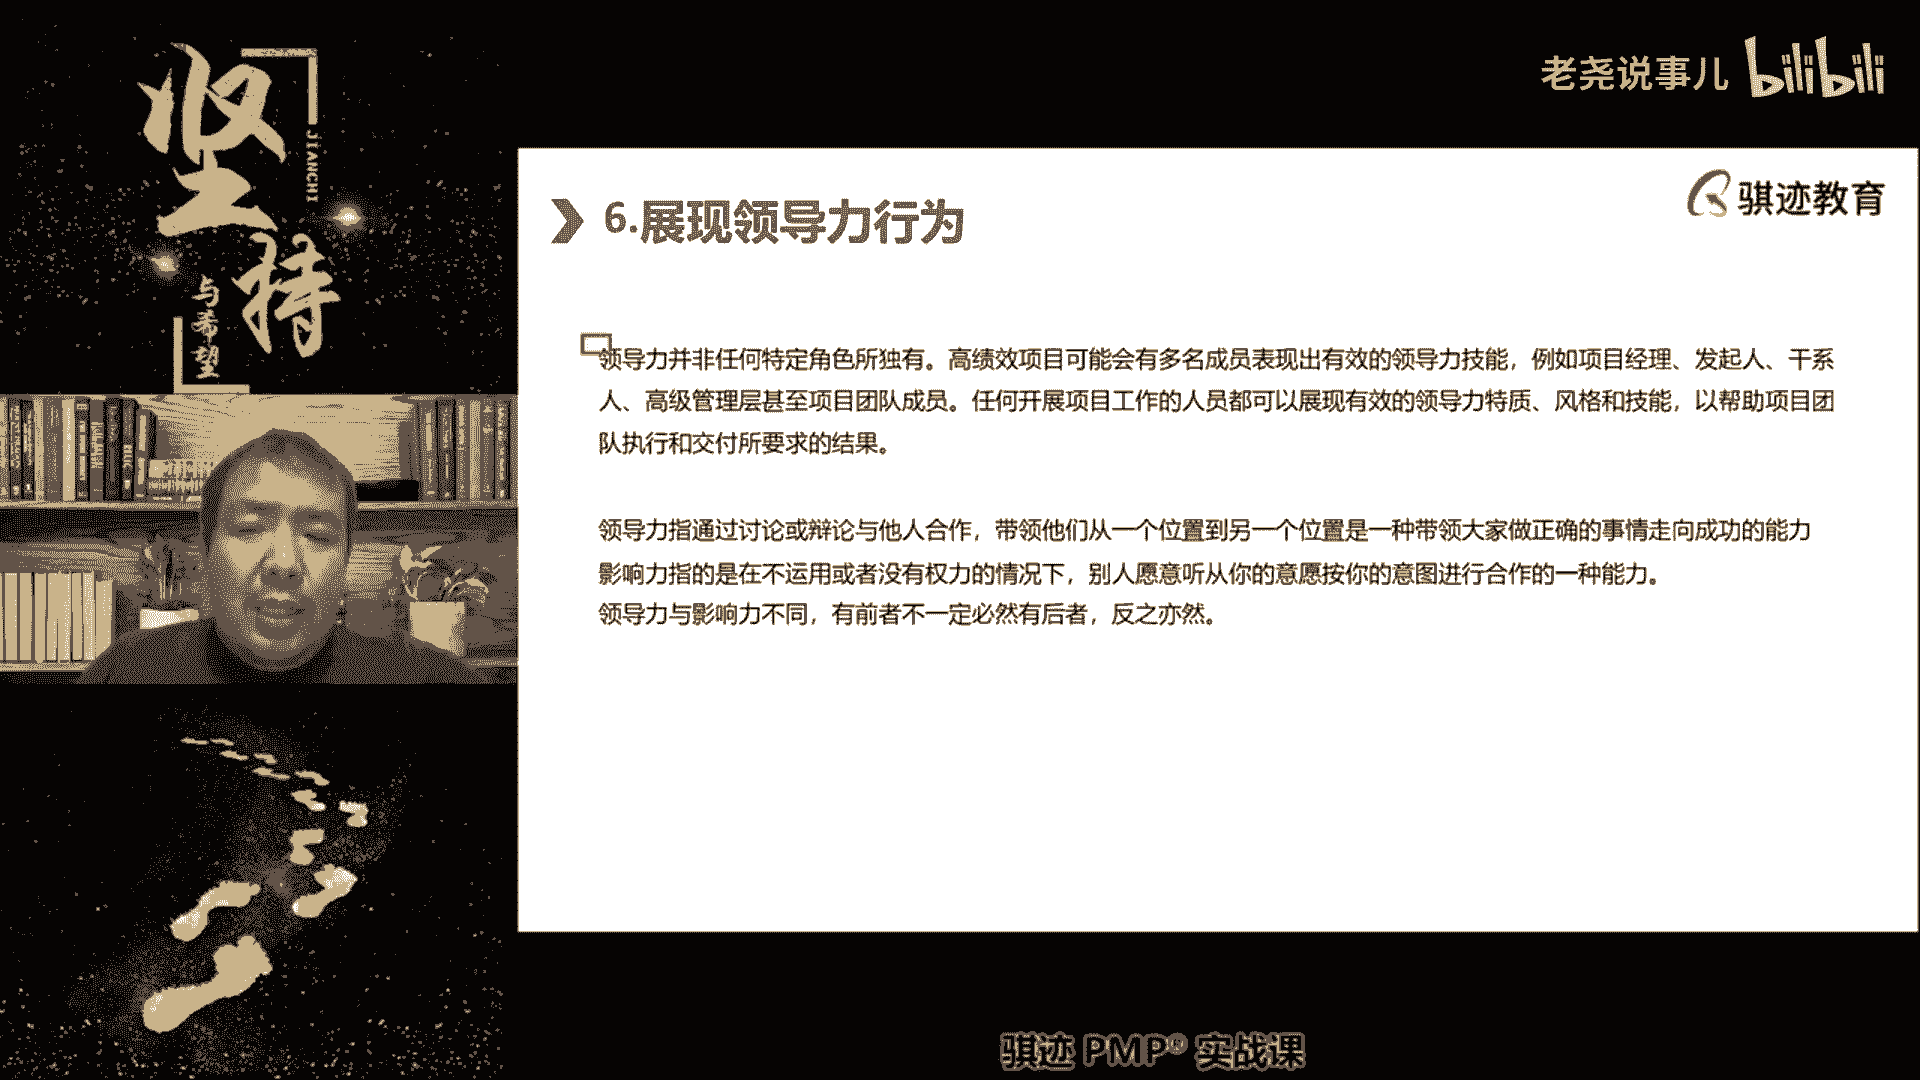 坚持
JIANCHI
与希望
老尧说事儿 bilibili
骐迹教育
6.展现领导力行为
领导力并非任何特定角色所独有。高绩效项目可能会有多名成员表现出有效的领导力技能，例如项目经理、发起人、干系
人、高级管理层甚至项目团队成员。任何开展项目工作的人员都可以展现有效的领导力特质、风格和技能，以帮助项目团
队执行和交付所要求的结果。
领导力指通过讨论或辩论与他人合作，带领他们从一个位置到另一个位置是一种带领大家做正确的事情走向成功的能力
影响力指的是在不运用或者没有权力的情况下，别人愿意听从你的意愿按你的意图进行合作的一种能力。
领导力与影响力不同，有前者不一定必然有后者，反之亦然。
骐迹 PMP® 实战课